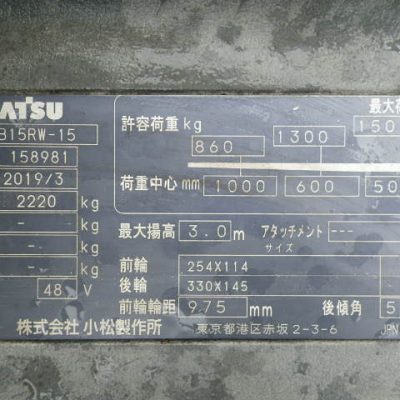 ATSU
B15RW-15
158981
2019/3
2220 kg
- kg
- kg
48 V
許容荷重 kg
最大荷
860
1300
150
荷重中心 mm 1000 600 50
最大揚高 3.0 m アタッチメント ---
サイズ
前輪 254X114
後輪 330X145
前輪輪距 975 mm 後傾角 5
株式会社 小松製作所 東京都港区赤坂2-3-6 JPN